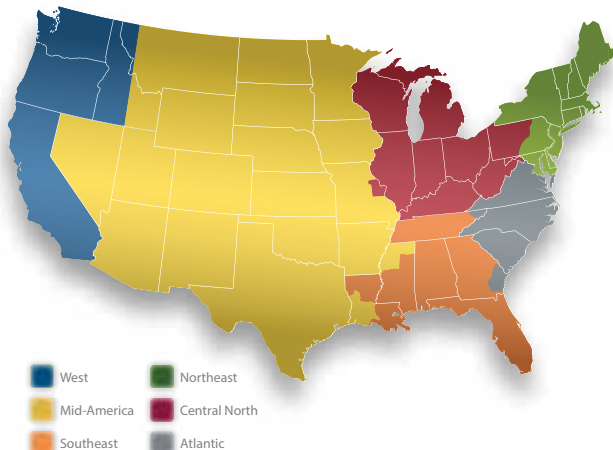 West
Northeast
Mid-America
Central North
Southeast
Atlantic